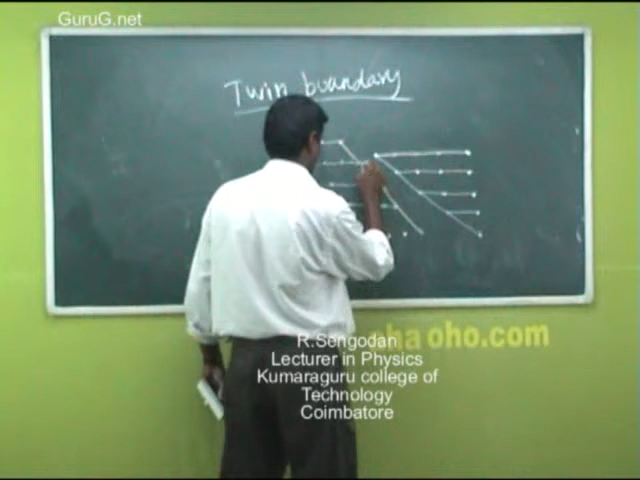 GuruG.net
Twin boundary
oho.com
R.Sengodan
Lecturer in Physics
Kumaraguru college of
Technology
Coimbatore